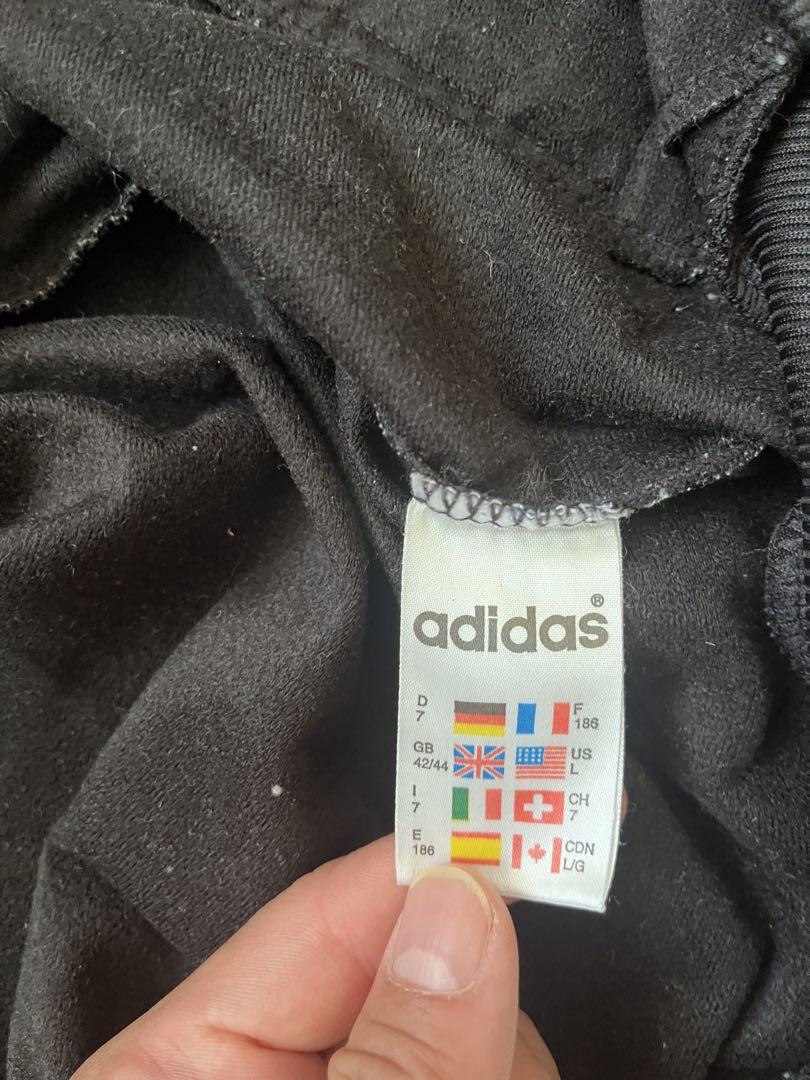 adidas®
D 7 F 186
GB 42/44 US L
I 7 CH 7
E 186 CDN L/G